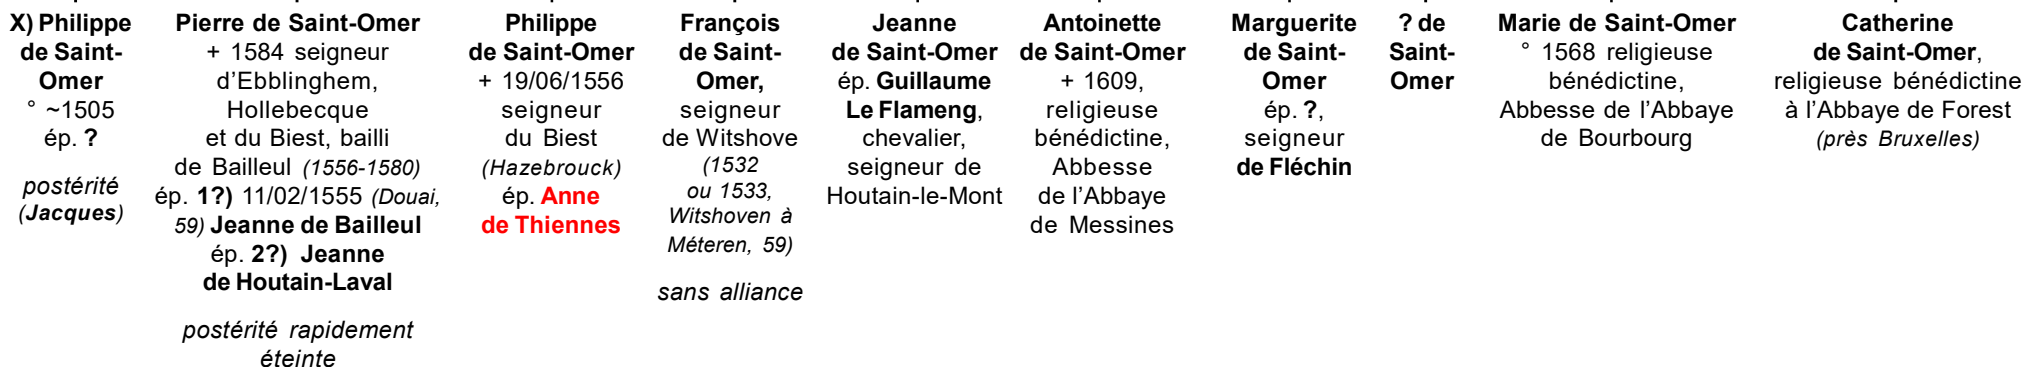 X) Philippe
de Saint-
Omer
° ~1505
ép. ?
postérité
(Jacques)
Pierre de Saint-Omer
+ 1584 seigneur
d’Ebblinghem,
Hollebecque
et du Biest, bailli
de Bailleul (1556-1580)
ép. 1?) 11/02/1555 (Douai,
59) Jeanne de Bailleul
ép. 2?) Jeanne
de Houtain-Laval
postérité rapidement
éteinte
Philippe
de Saint-Omer
+ 19/06/1556
seigneur
du Biest
(Hazebrouck)
ép. Anne
de Thiennes
François
de Saint-
Omer,
seigneur
de Witshove
(1532
ou 1533,
Witshoven à
Méteren, 59)
sans alliance
Jeanne
de Saint-Omer
ép. Guillaume
Le Flameng,
chevalier,
seigneur de
Houtain-le-Mont
Antoinette
de Saint-Omer
+ 1609,
religieuse
bénédictine,
Abbesse
de l’Abbaye
de Messines
Marguerite
de Saint-
Omer
ép. ?,
seigneur
de Fléchin
? de
Saint-
Omer
Marie de Saint-Omer
° 1568 religieuse
bénédictine,
Abbesse de l’Abbaye
de Bourbourg
Catherine
de Saint-Omer,
religieuse bénédictine
à l’Abbaye de Forest
(près Bruxelles)